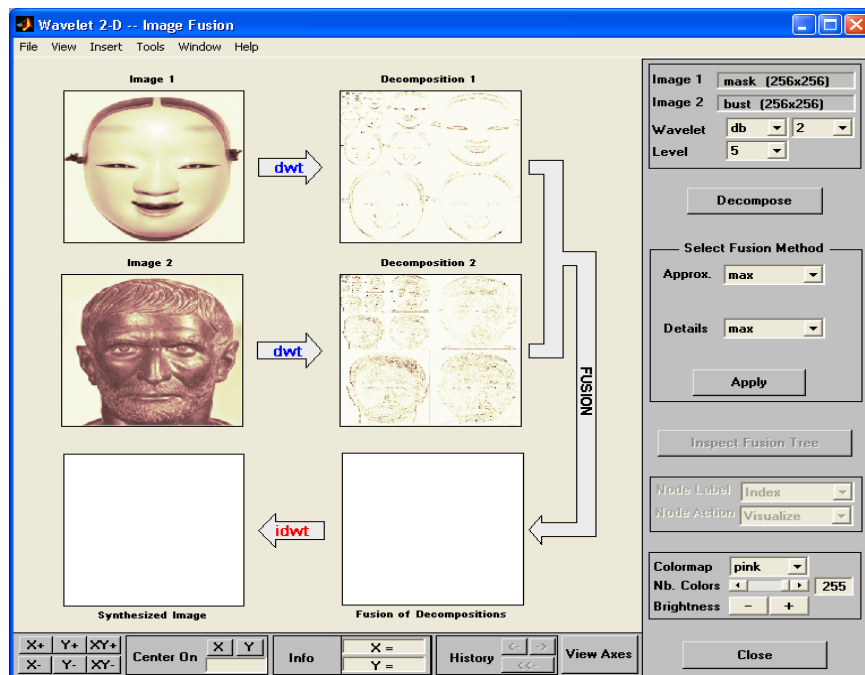 Wavelet 2-D -- Image Fusion
File View Insert Tools Window Help
Image 1
Decomposition 1
dwt
Image 2
Decomposition 2
dwt
FUSION
idwt
Synthesized Image
Fusion of Decompositions
Image 1 mask (256x256)
Image 2 bust (256x256)
Wavelet db 2
Level 5
Decompose
Select Fusion Method
Approx. max
Details max
Apply
Inspect Fusion Tree
Node Label Index
Node Action Visualize
Colormap pink
Nb. Colors 255
Brightness - +
Close
X+ Y+ XY+
X- Y- XY-
Center On X Y
Info X =
Y =
History <- ->
<<-
View Axes